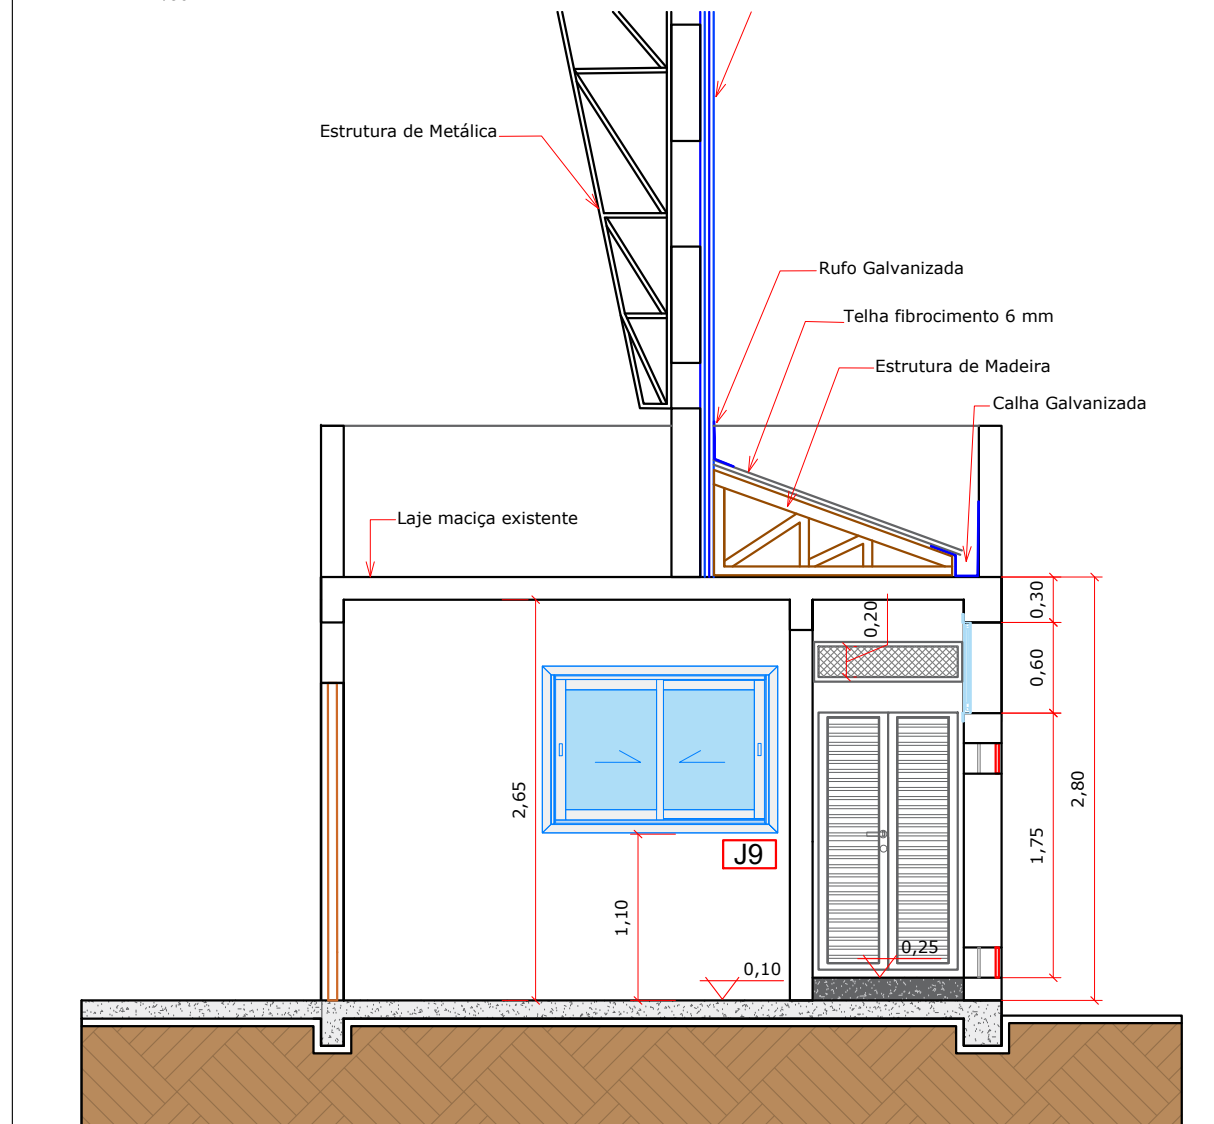 Estrutura de Metálica
Rufo Galvanizada
Telha fibrocimento 6 mm
Estrutura de Madeira
Calha Galvanizada
Laje maciça existente
0,30
0,20
0,60
2,65
2,80
1,75
J9
1,10
0,25
0,10